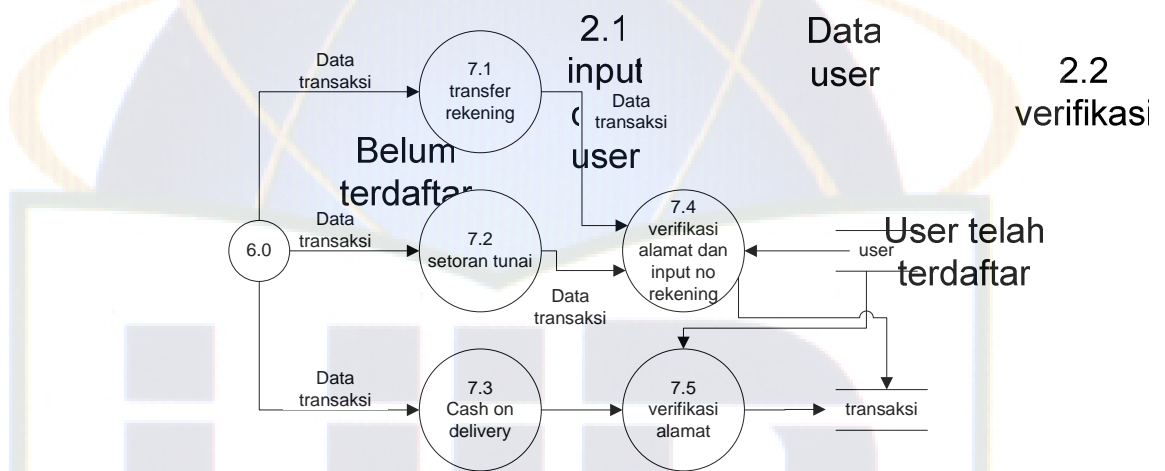 2.1
input
user
Data
user
2.2
verifikasi
Belum
terdaftar
User telah
terdaftar
Data
transaksi
7.1
transfer
rekening
Data
transaksi
6.0
Data
transaksi
7.2
setoran tunai
Data
transaksi
7.4
verifikasi
alamat dan
input no
rekening
user
Data
transaksi
7.3
Cash on
delivery
7.5
verifikasi
alamat
transaksi